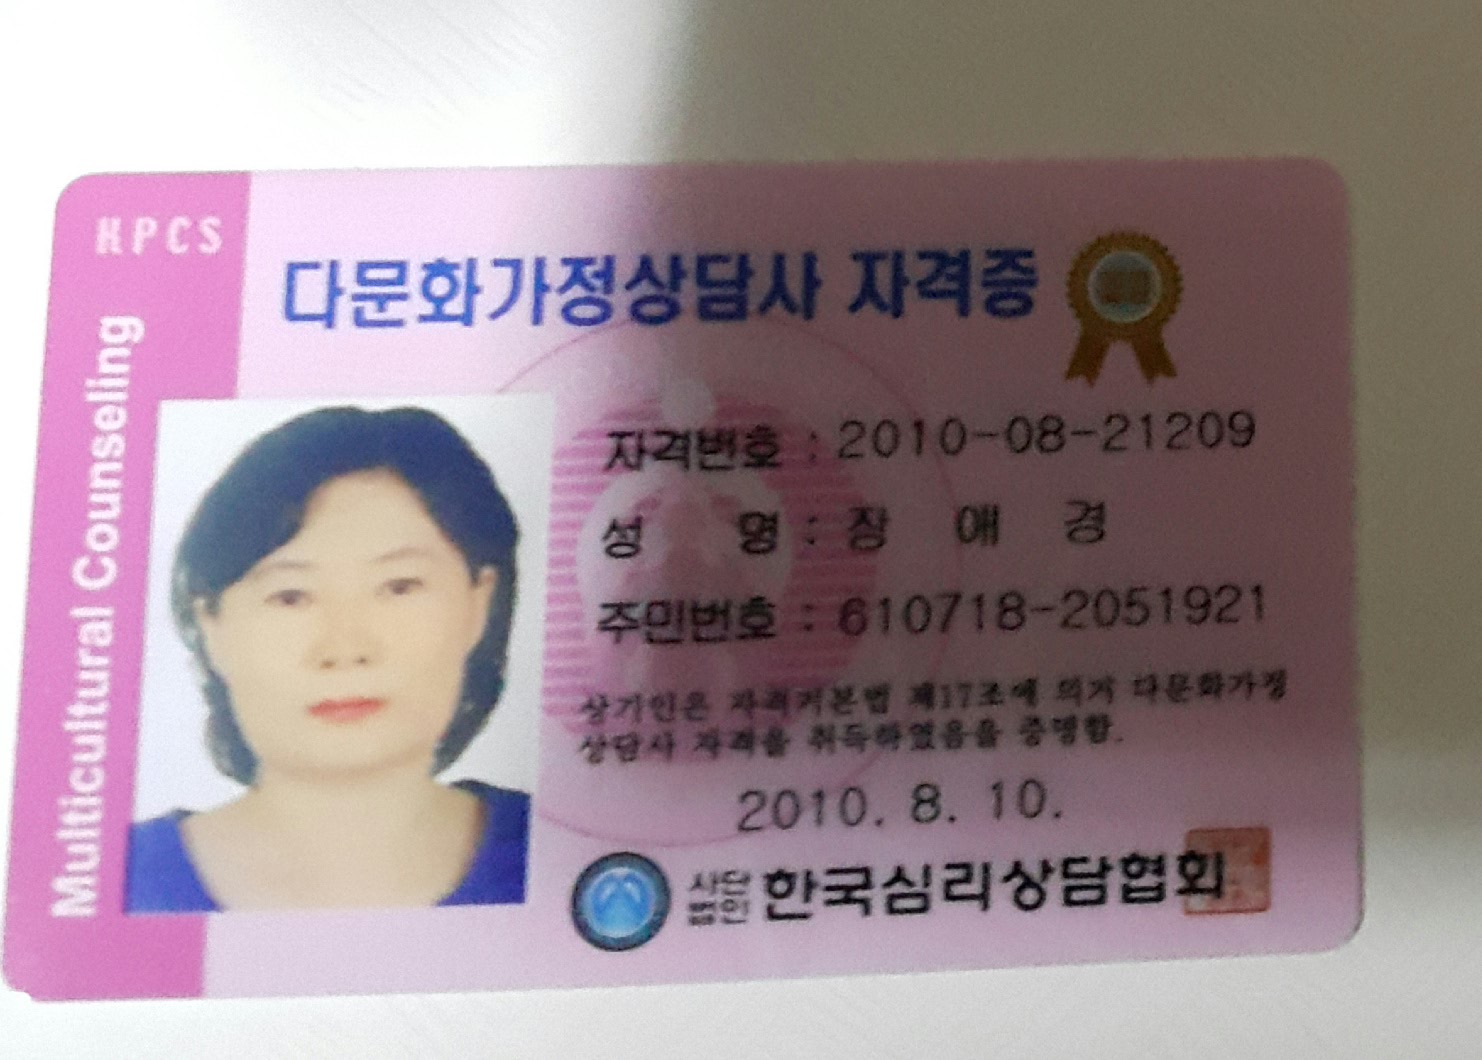 HPCS
Multicultural Counseling
다문화가정상담사 자격증
자격번호 : 2010-08-21209
성 명 : 장 애 경
주민번호 : 610718-2051921
상기인은 자격기본법 제17조에 의거 다문화가정
상담사 자격을 취득하였음을 증명함.
2010. 8. 10.
사단법인 한국심리상담협회